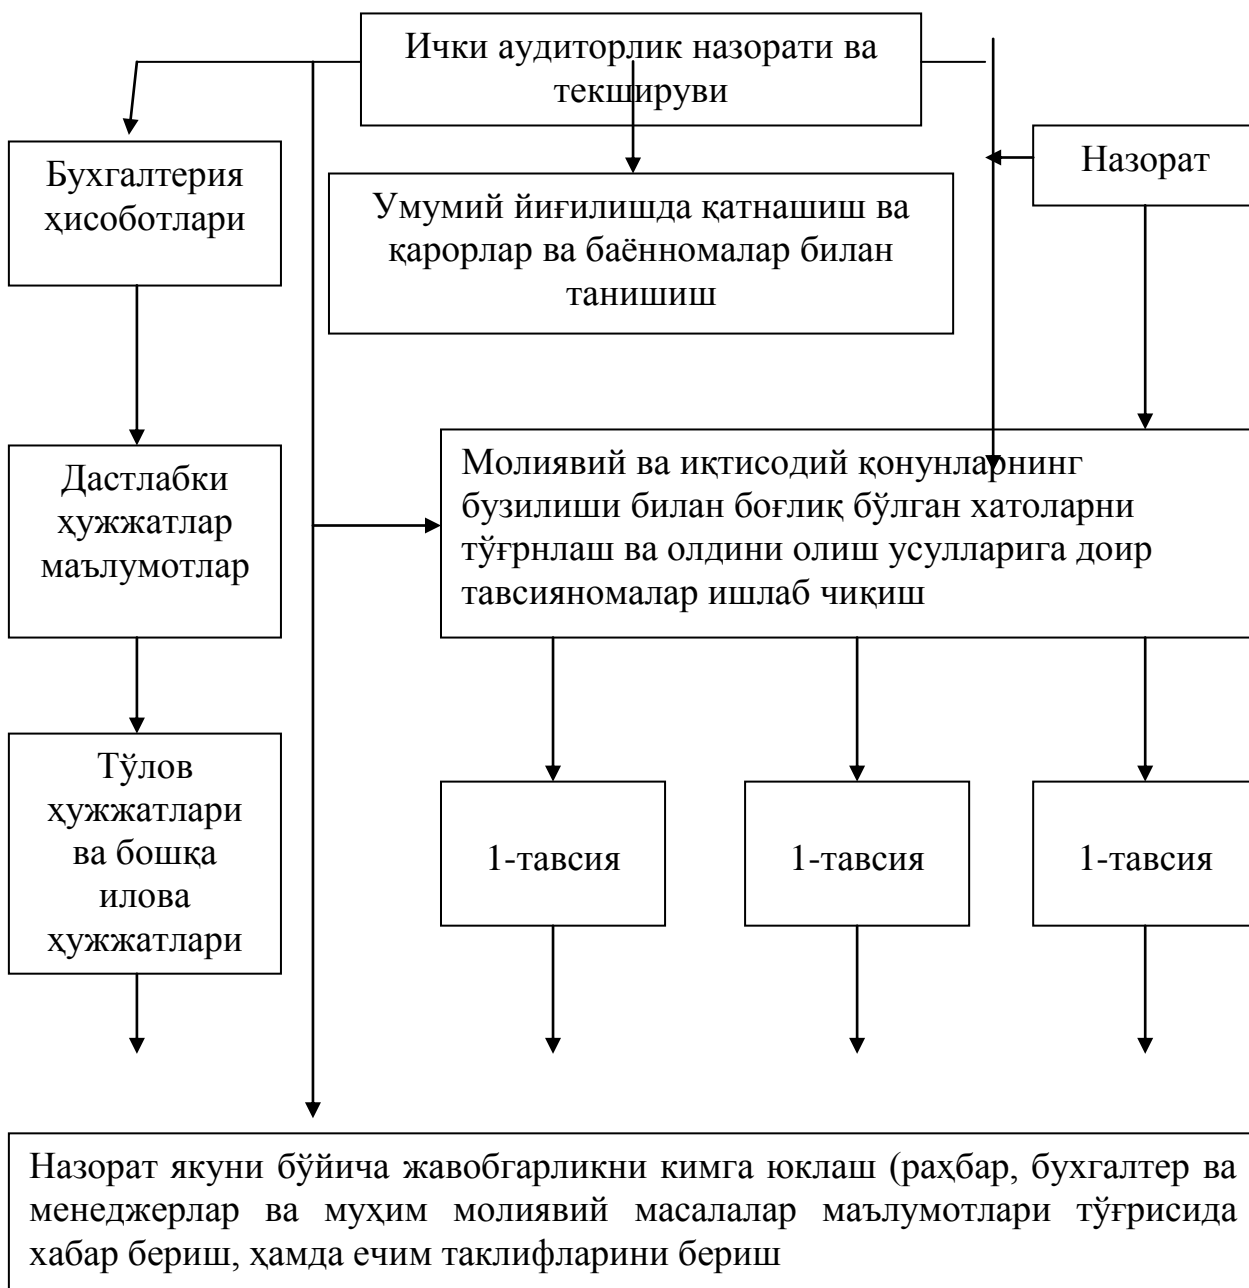 Ички аудиторлик назорати ва
текшируви
Бухгалтерия
ҳисоботлари
Назорат
Умумий йиғилишда қатнашиш ва
қарорлар ва баённомалар билан
танишиш
Дастлабки
ҳужжатлар
маълумотлар
Молиявий ва иқтисодий қонунларнинг
бузилиши билан боғлиқ бўлган хатоларни
тўғрнлаш ва олдини олиш усулларига доир
тавсияномалар ишлаб чиқиш
Тўлов
ҳужжатлари
ва бошқа
илова
ҳужжатлари
1-тавсия
1-тавсия
1-тавсия
Назорат якуни бўйича жавобгарликни кимга юклаш (раҳбар, бухгалтер ва
менеджерлар ва муҳим молиявий масалалар маълумотлари тўғрисида
хабар бериш, ҳамда ечим таклифларини бериш